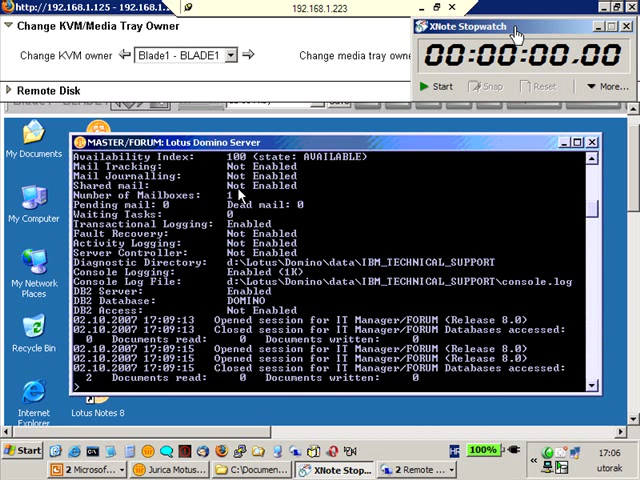 http://192.168.1.125 - 192.168.1
192.168.1.223
Change KVM/Media Tray Owner
Change KVM owner
Blade1 - BLADE1
Change media tray owner
Remote Disk
XNote Stopwatch
00:00:00.00
Start
Snap
Reset
More...
My Documents
My Computer
My Network
Places
Recycle Bin
Internet
Explorer
Lotus Notes 8
MASTER/FORUM: Lotus Domino Server
Availability Index: 100 (state: AVAILABLE)
Mail Tracking: Not Enabled
Mail Journalling: Not Enabled
Shared mail: Not Enabled
Number of Mailboxes: 1
Pending mail: 0 Dead mail: 0
Waiting Tasks: 0
Transactional Logging: Enabled
Fault Recovery: Not Enabled
Activity Logging: Not Enabled
Server Controller: Not Enabled
Diagnostic Directory: d:\Lotus\Domino\data\IBM_TECHNICAL_SUPPORT
Console Logging: Enabled (1K)
Console Log File: d:\Lotus\Domino\data\IBM_TECHNICAL_SUPPORT\console.log
DB2 Server: Enabled
DB2 Database: DOMINO
DB2 Access: Not Enabled
02.10.2007 17:09:13 Opened session for IT Manager/FORUM (Release 8.0)
02.10.2007 17:09:13 Closed session for IT Manager/FORUM Databases accessed:
0 Documents read: 0 Documents written: 0
02.10.2007 17:09:15 Opened session for IT Manager/FORUM (Release 8.0)
02.10.2007 17:09:15 Opened session for IT Manager/FORUM (Release 8.0)
02.10.2007 17:09:15 Closed session for IT Manager/FORUM Databases accessed:
2 Documents read: 0 Documents written: 0
>
Start
HR
100%
17:06
utorak
2 Microsof...
Jurica Motus...
C:\Documen...
XNote Stop...
2 Remote ...